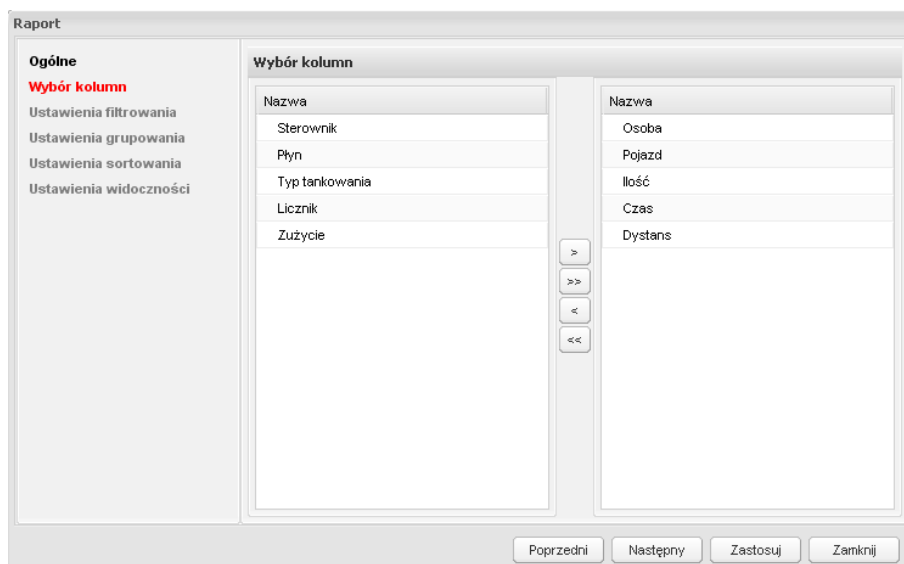 Raport
Ogólne
Wybór kolumn
Ustawienia filtrowania
Ustawienia grupowania
Ustawienia sortowania
Ustawienia widoczności
Wybór kolumn
Nazwa
Sterownik
Płyn
Typ tankowania
Licznik
Zużycie
>
>>
<
<<
Nazwa
Osoba
Pojazd
Ilość
Czas
Dystans
Poprzedni Następny Zastosuj Zamknij